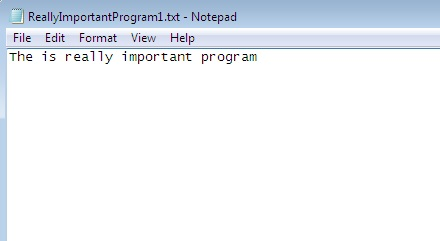 ReallyImportantProgram1.txt - Notepad
File Edit Format View Help
The is really important program